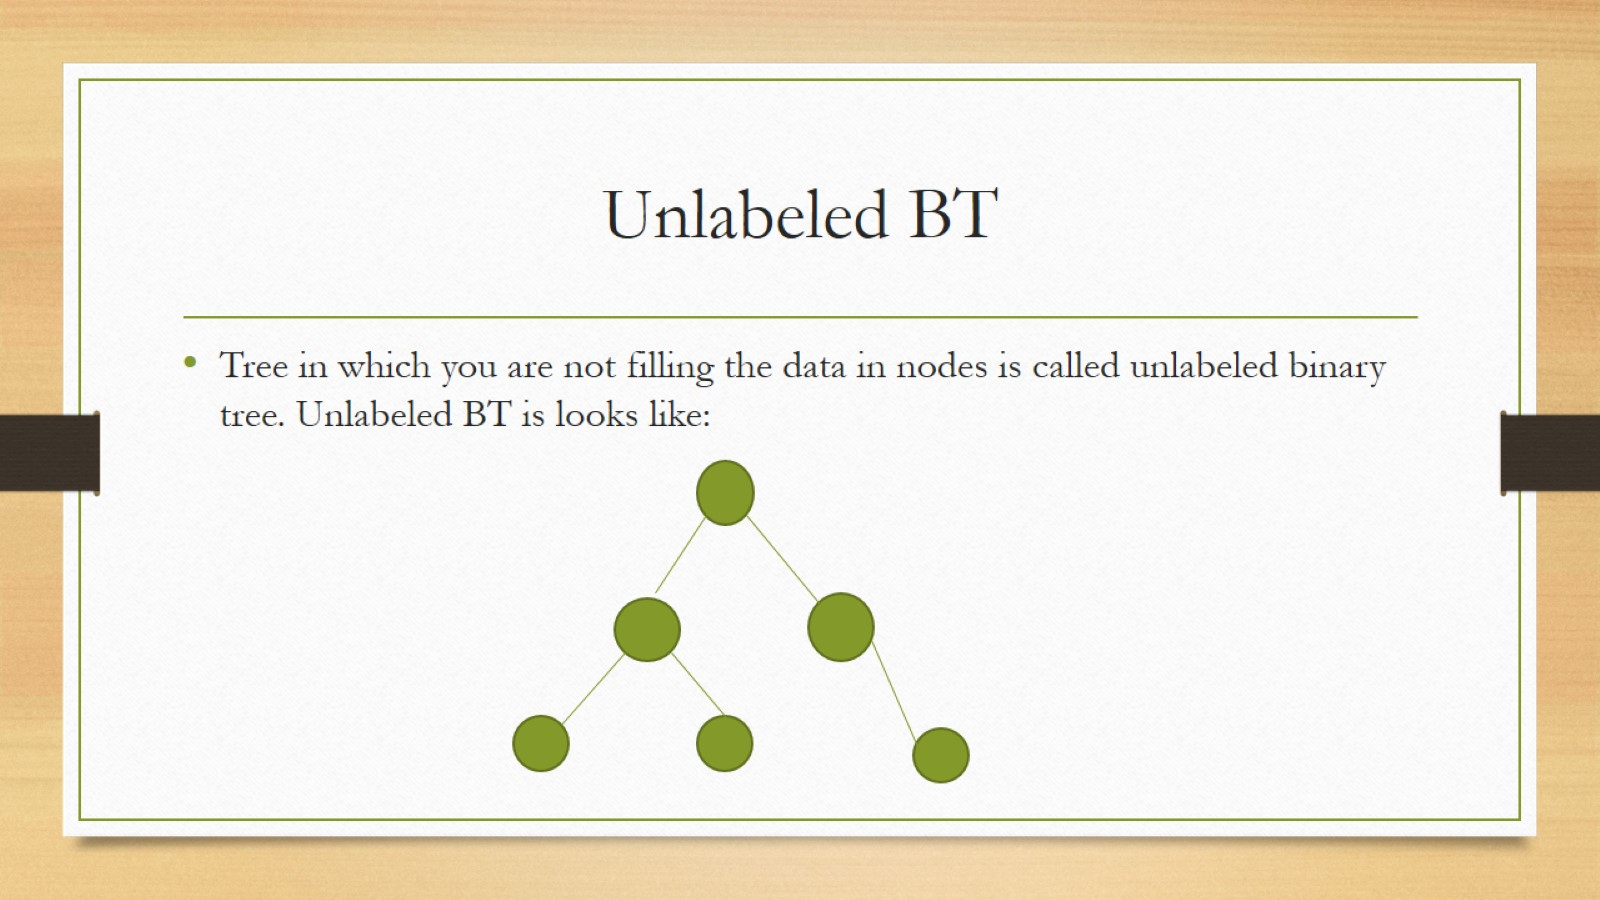 Unlabeled BT
• Tree in which you are not filling the data in nodes is called unlabeled binary
tree. Unlabeled BT is looks like: